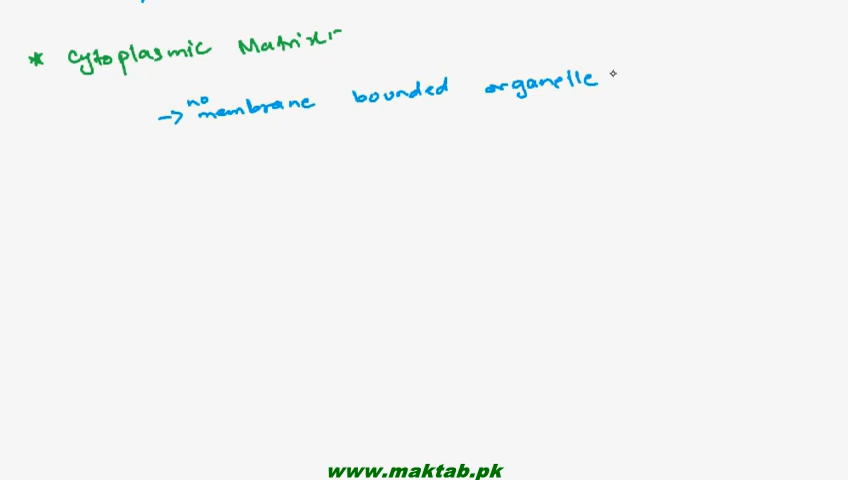 * Cytoplasmic Matrix:-
no
→ membrane bounded organelle
www.maktab.pk